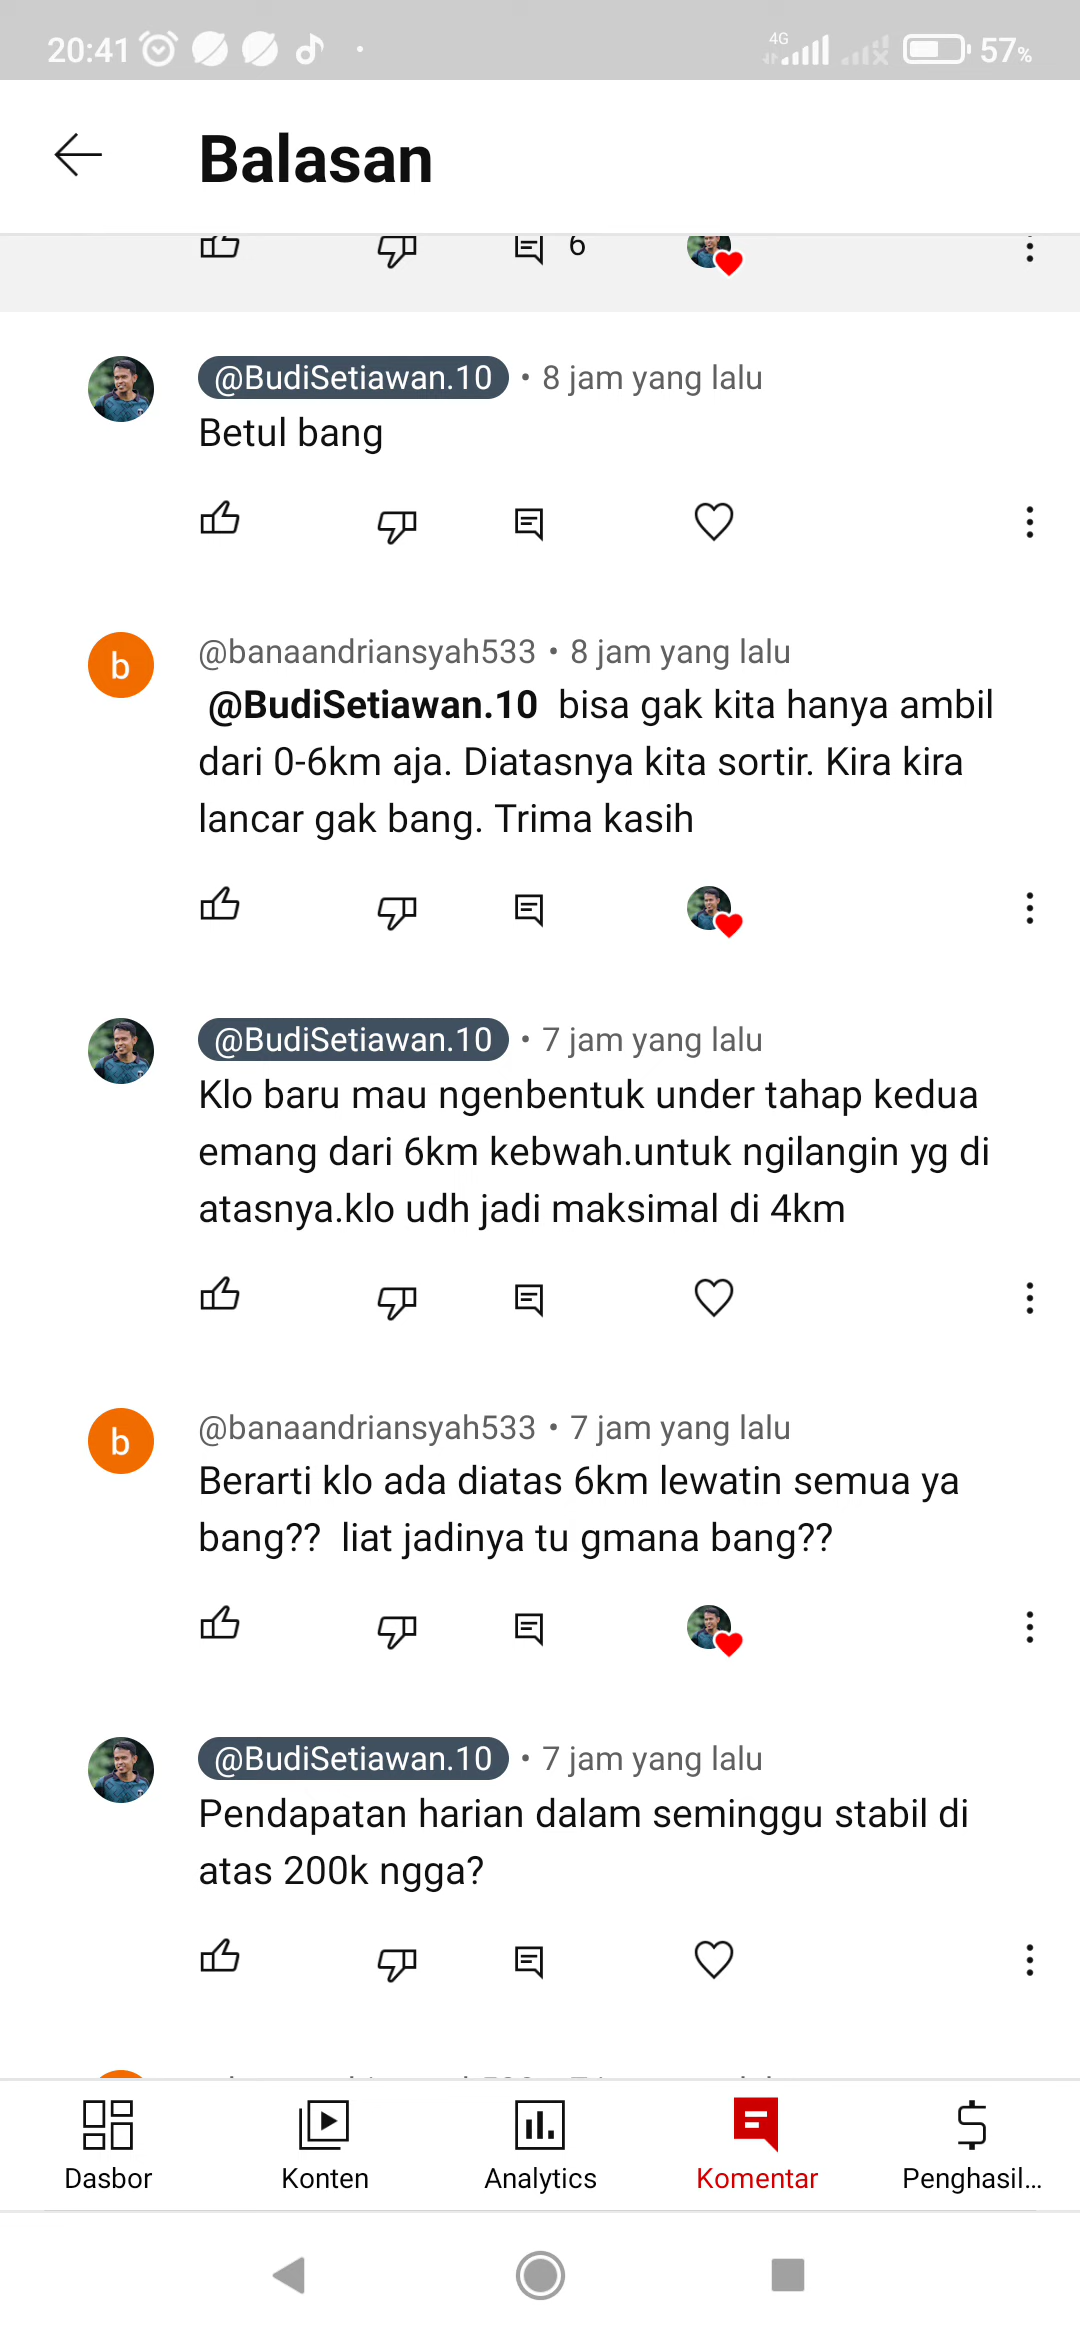 20:41
4G
57%
Balasan
6
@BudiSetiawan.10 • 8 jam yang lalu
Betul bang
b
@banaandriansyah533 • 8 jam yang lalu
@BudiSetiawan.10 bisa gak kita hanya ambil
dari 0-6km aja. Diatasnya kita sortir. Kira kira
lancar gak bang. Trima kasih
@BudiSetiawan.10 • 7 jam yang lalu
Klo baru mau ngenbentuk under tahap kedua
emang dari 6km kebwah.untuk ngilangin yg di
atasnya.klo udh jadi maksimal di 4km
b
@banaandriansyah533 • 7 jam yang lalu
Berarti klo ada diatas 6km lewatin semua ya
bang?? liat jadinya tu gmana bang??
@BudiSetiawan.10 • 7 jam yang lalu
Pendapatan harian dalam seminggu stabil di
atas 200k ngga?
Dasbor
Konten
Analytics
Komentar
Penghasil...